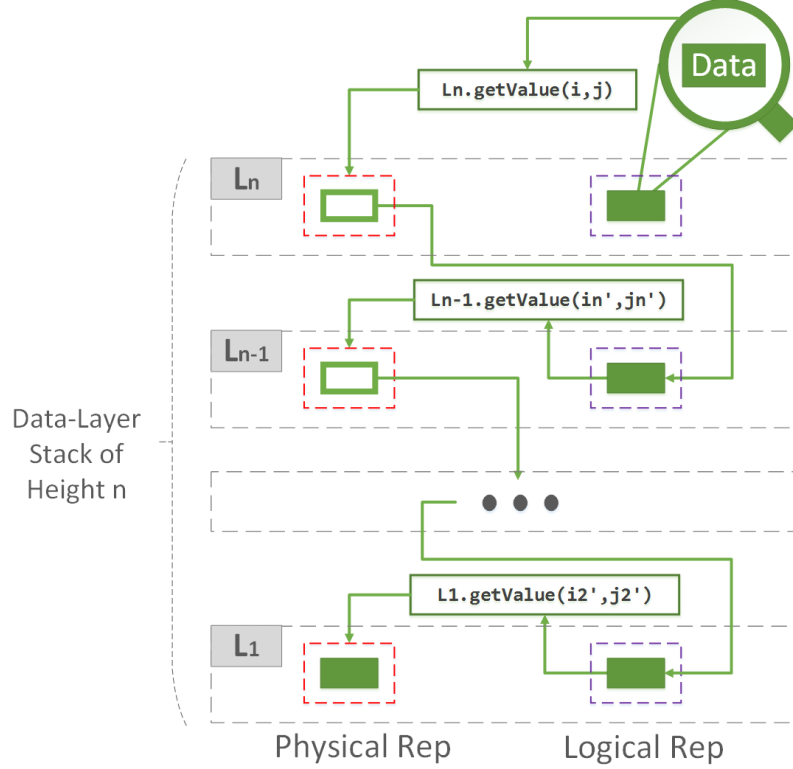 Data
Ln.getValue(i,j)
Ln
Ln-1.getValue(in',jn')
Ln-1
Data-Layer
Stack of
Height n
L1.getValue(i2',j2')
L1
Physical Rep
Logical Rep